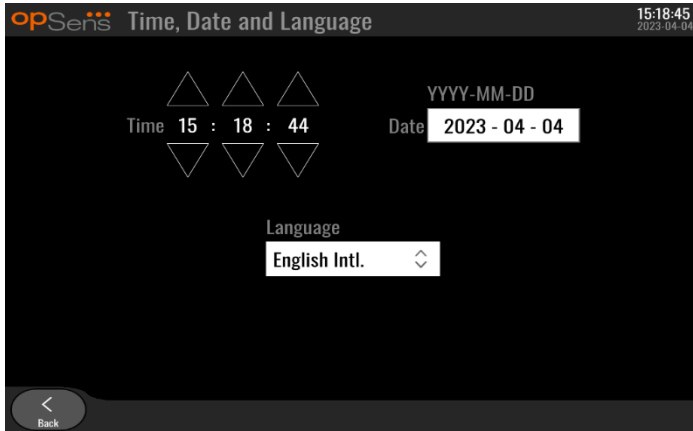 opSens Time, Date and Language
15:18:45
2023-04-04
YYYY-MM-DD
Time 15 : 18 : 44
Date 2023 - 04 - 04
Language
English Intl.
Back